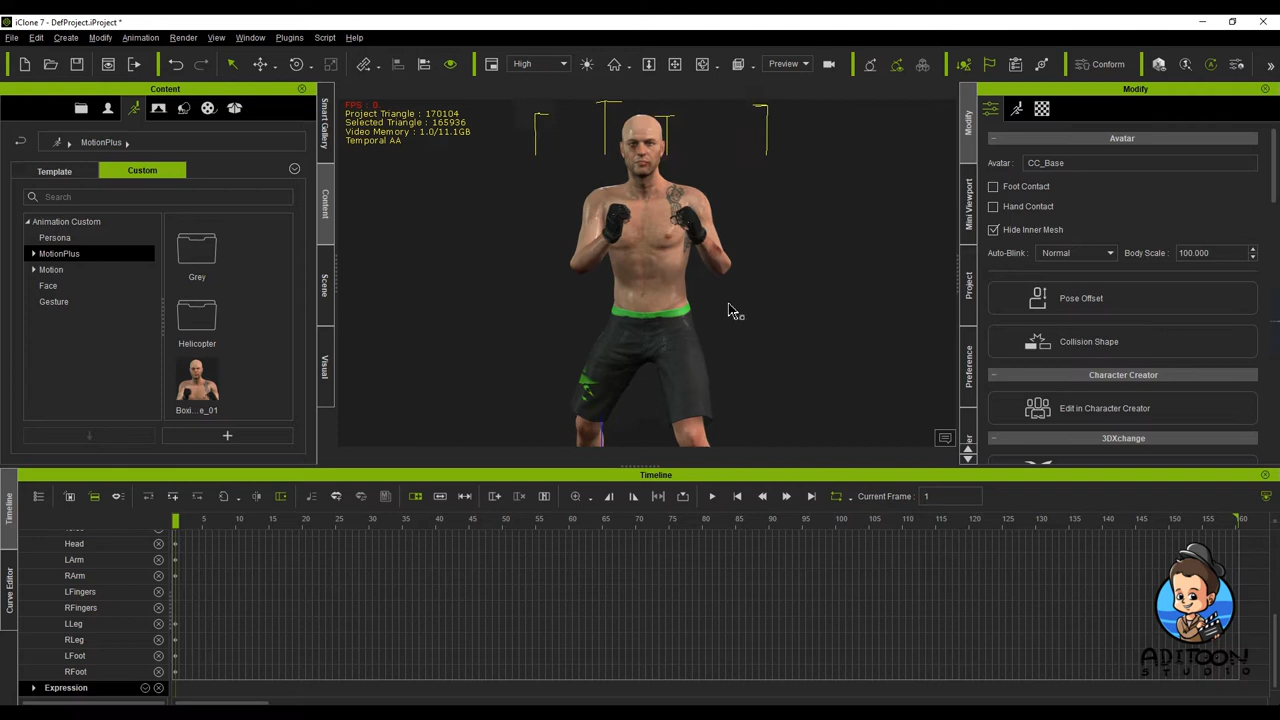 iClone 7 - DefProject.iProject *
File Edit Create Modify Animation Render View Window Plugins Script Help
High
Preview
Conform
Content
Modify
MotionPlus
Template
Custom
Search
Animation Custom
Persona
MotionPlus
Motion
Face
Gesture
Grey
Helicopter
Boxi...e_01
Smart Gallery
Content
Scene
Visual
FPS : 0
Project Triangle : 170104
Selected Triangle : 165936
Video Memory : 1.0/11.1GB
Temporal AA
Modify
Mini Viewport
Project
Preference
Avatar
Avatar : CC_Base
Foot Contact
Hand Contact
Hide Inner Mesh
Auto-Blink : Normal Body Scale : 100.000
Pose Offset
Collision Shape
Character Creator
Edit in Character Creator
3DXchange
Timeline
Timeline
Curve Editor
Current Frame : 1
5 10 15 20 25 30 35 40 45 50 55 60 65 70 75 80 85 90 95 100 105 110 115 120 125 130 135 140 145 150 155 60
Head
LArm
RArm
LFingers
RFingers
LLeg
RLeg
LFoot
RFoot
Expression
ADITOON
STUDIO